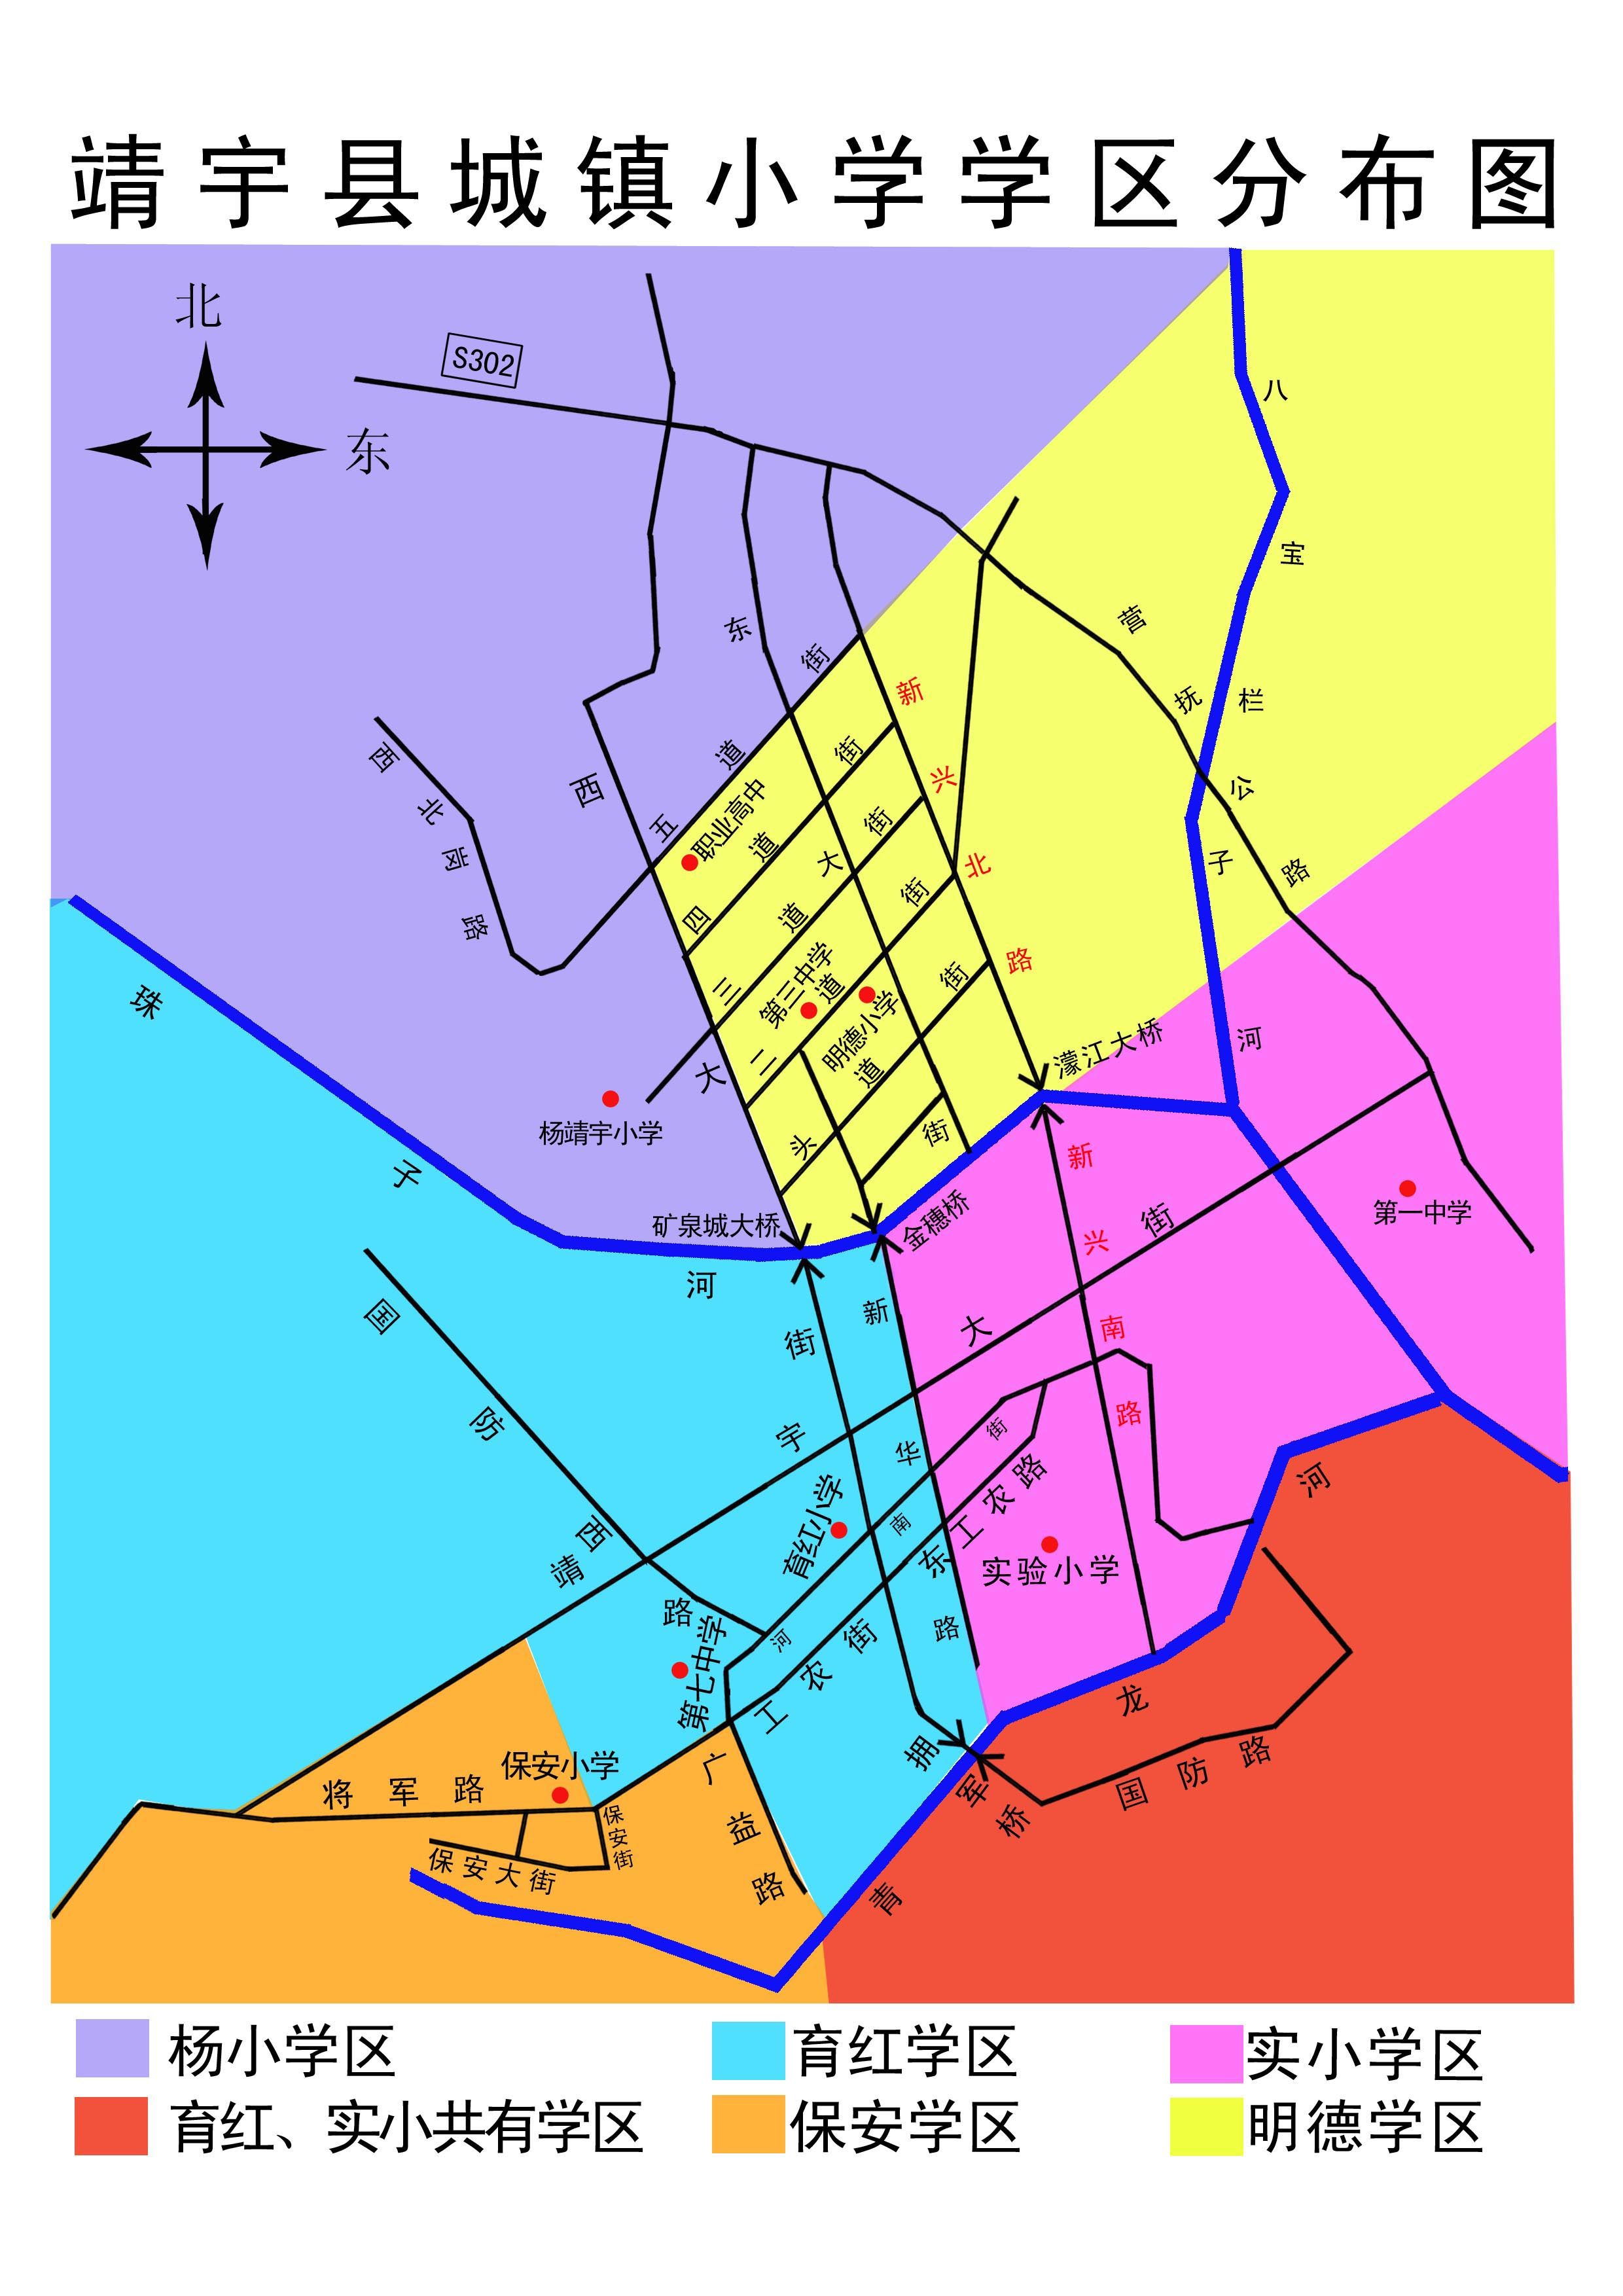 靖宇县城镇小学学区分布图
北
东
S302
八宝栏子河
营抚公路
东大街
新兴北路
西大街
五道街
职业高中
四道街
三道街
第三中学
二道街
明德小学
头道街
西北岗路
杨靖宇小学
濛江大桥
珠子河
矿泉城大桥
金穗桥
新兴南路
第一中学
靖宇大街
国防西路
新华路
育红小学
河南街
东工农路
实验小学
第七中学
工农街
广益路
将军路
保安小学
保安街
保安大街
拥军桥
青龙河
国防路
杨小学区
育红学区
实小学区
育红、实小共有学区
保安学区
明德学区